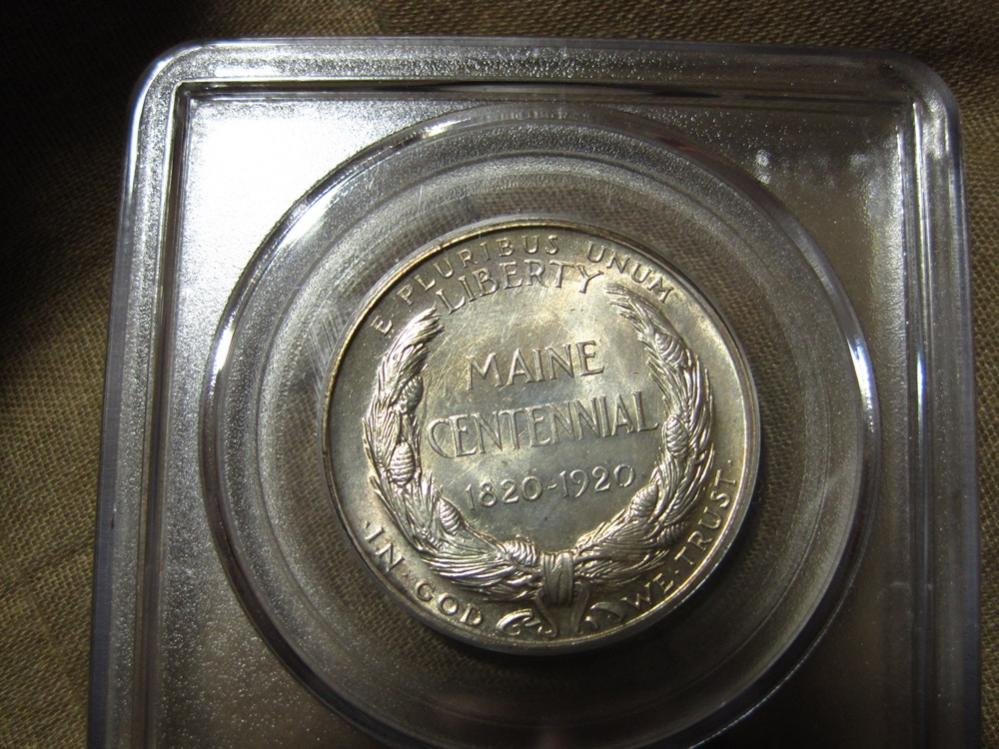 E PLURIBUS UNUM
LIBERTY
MAINE
CENTENNIAL
1820-1920
·IN·GOD WE·TRUST·